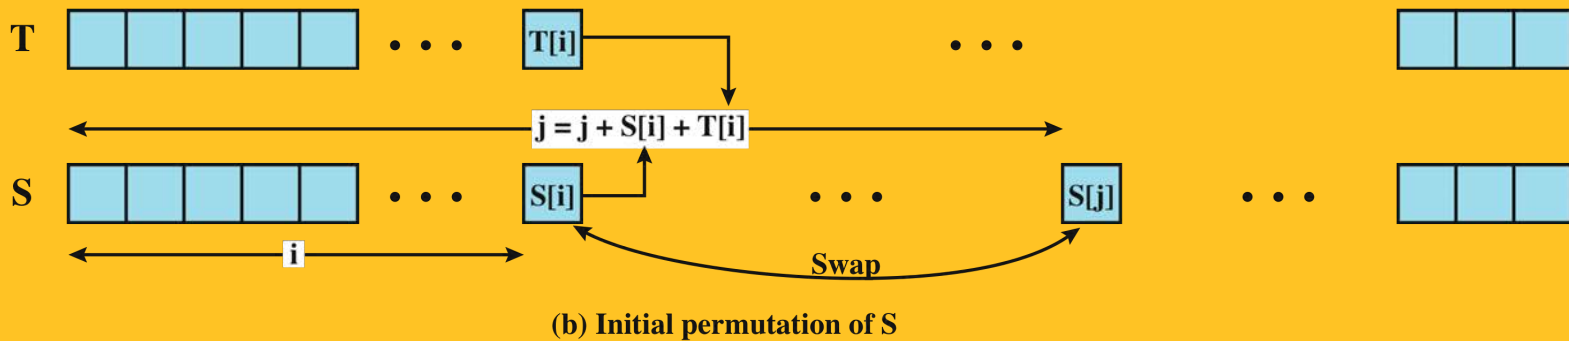 T
• • •
T[i]
• • •
j = j + S[i] + T[i]
S
• • •
S[i]
• • •
S[j]
• • •
i
Swap
(b) Initial permutation of S